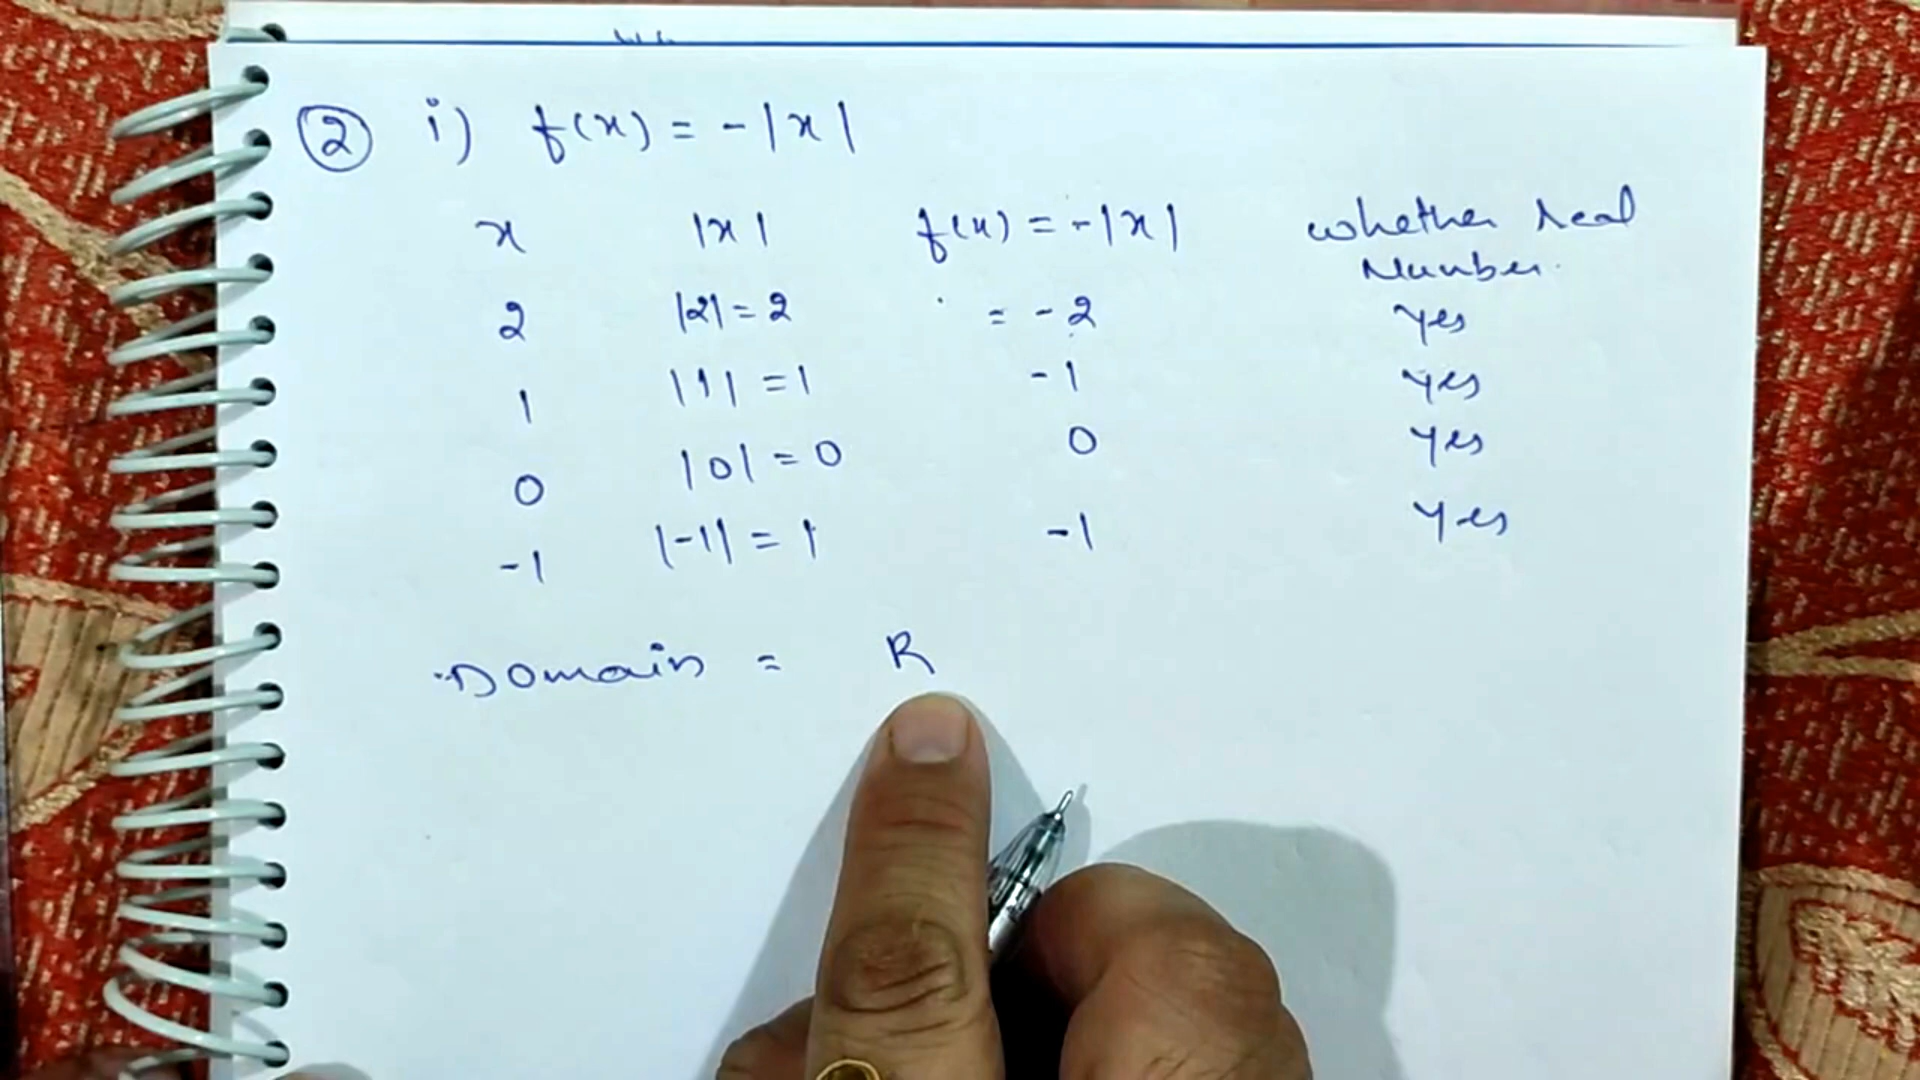 ② i) f(x) = -|x|
x |x| f(x) = -|x| whether real
Number.
2 |2| = 2 = -2 Yes
1 |1| = 1 -1 Yes
0 |0| = 0 0 Yes
-1 |-1| = 1 -1 Yes
Domain = R